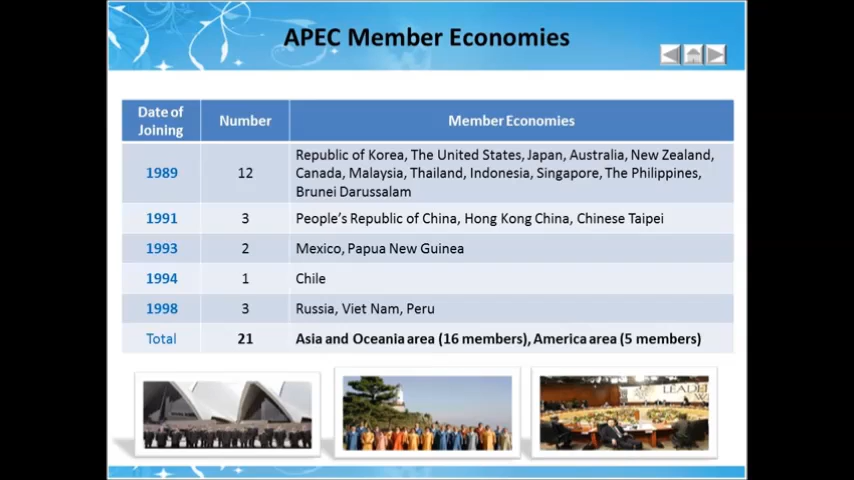 APEC Member Economies
Date of Joining Number Member Economies
1989 12 Republic of Korea, The United States, Japan, Australia, New Zealand,
Canada, Malaysia, Thailand, Indonesia, Singapore, The Philippines,
Brunei Darussalam
1991 3 People's Republic of China, Hong Kong China, Chinese Taipei
1993 2 Mexico, Papua New Guinea
1994 1 Chile
1998 3 Russia, Viet Nam, Peru
Total 21 Asia and Oceania area (16 members), America area (5 members)